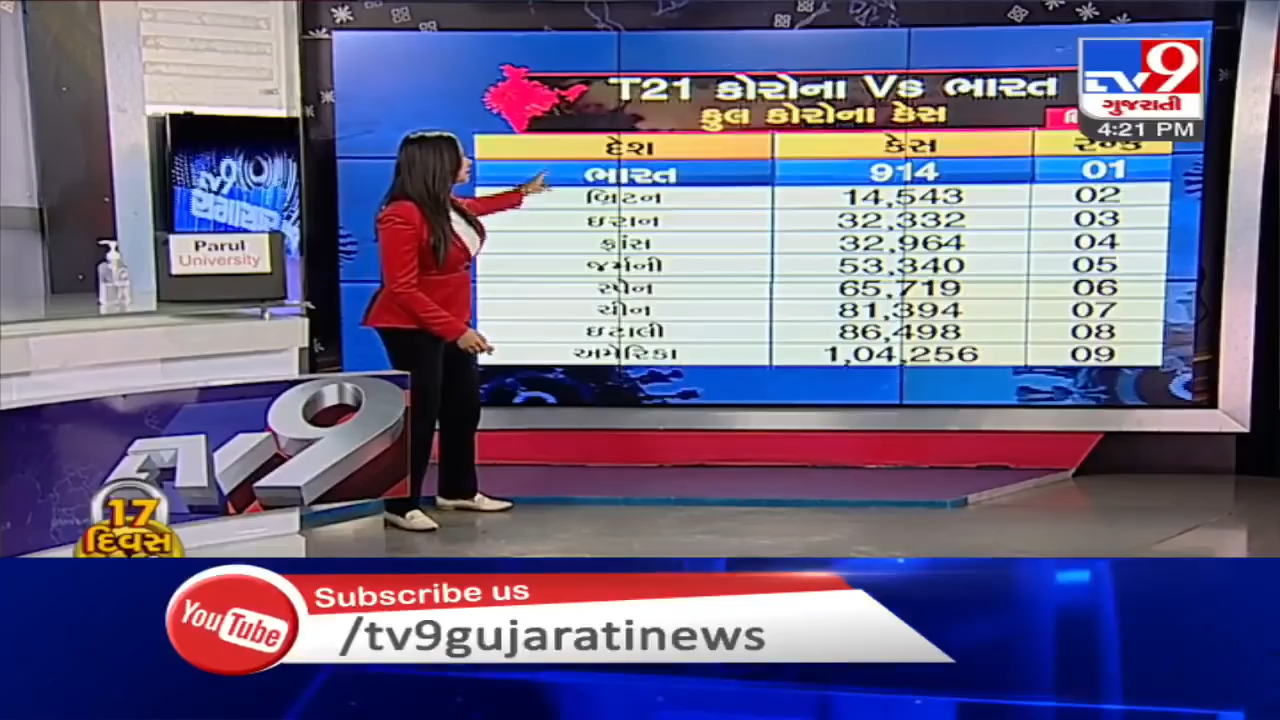 T21 કોરોના Vs ભારત
કુલ કોરોના કેસ
TV9
ગુજરાતી
4:21 PM
દેશ કેસ રેન્ક
ભારત 914 01
બ્રિટન 14,543 02
ઇરાન 32,332 03
ફ્રાંસ 32,964 04
જર્મની 53,340 05
સ્પેન 65,719 06
ચીન 81,394 07
ઇટાલી 86,498 08
અમેરિકા 1,04,256 09
TV9
Parul
University
TV9
17
દિવસ
YouTube
Subscribe us
/tv9gujaratinews